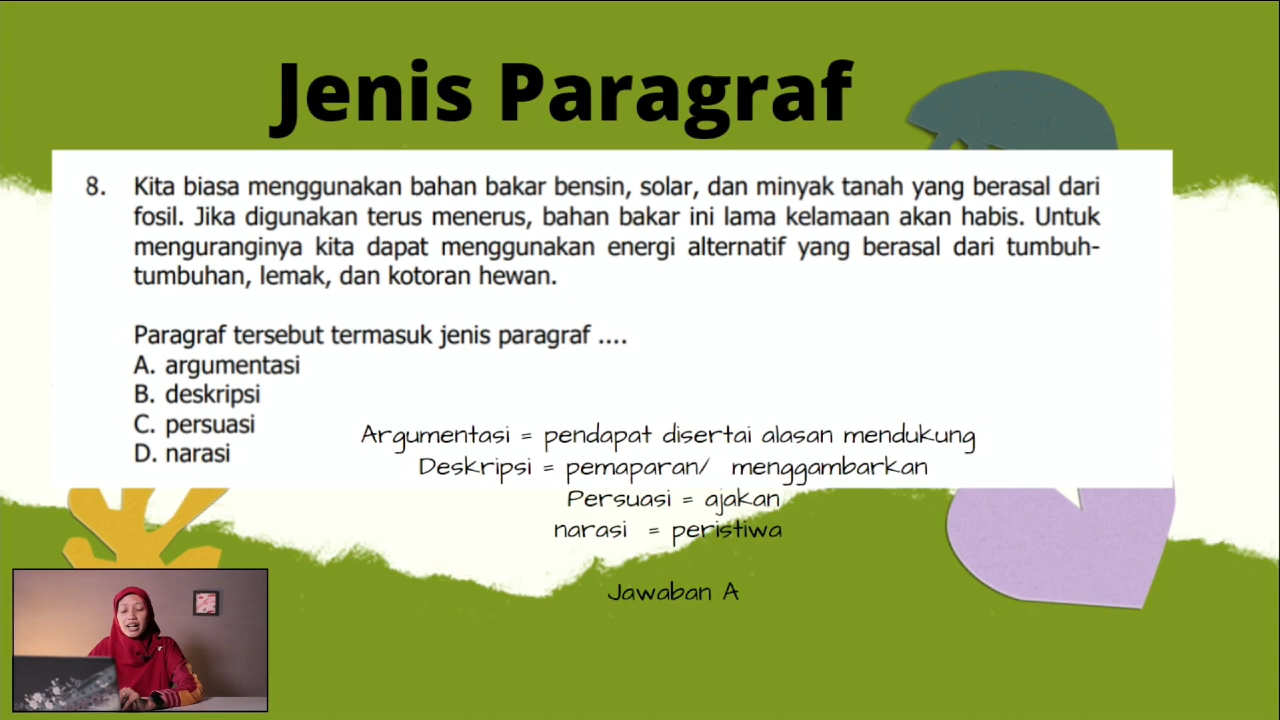 Jenis Paragraf
8. Kita biasa menggunakan bahan bakar bensin, solar, dan minyak tanah yang berasal dari
fosil. Jika digunakan terus menerus, bahan bakar ini lama kelamaan akan habis. Untuk
menguranginya kita dapat menggunakan energi alternatif yang berasal dari tumbuh-
tumbuhan, lemak, dan kotoran hewan.
Paragraf tersebut termasuk jenis paragraf ....
A. argumentasi
B. deskripsi
C. persuasi
D. narasi
Argumentasi = pendapat disertai alasan mendukung
Deskripsi = pemaparan/ menggambarkan
Persuasi = ajakan
narasi = peristiwa
Jawaban A